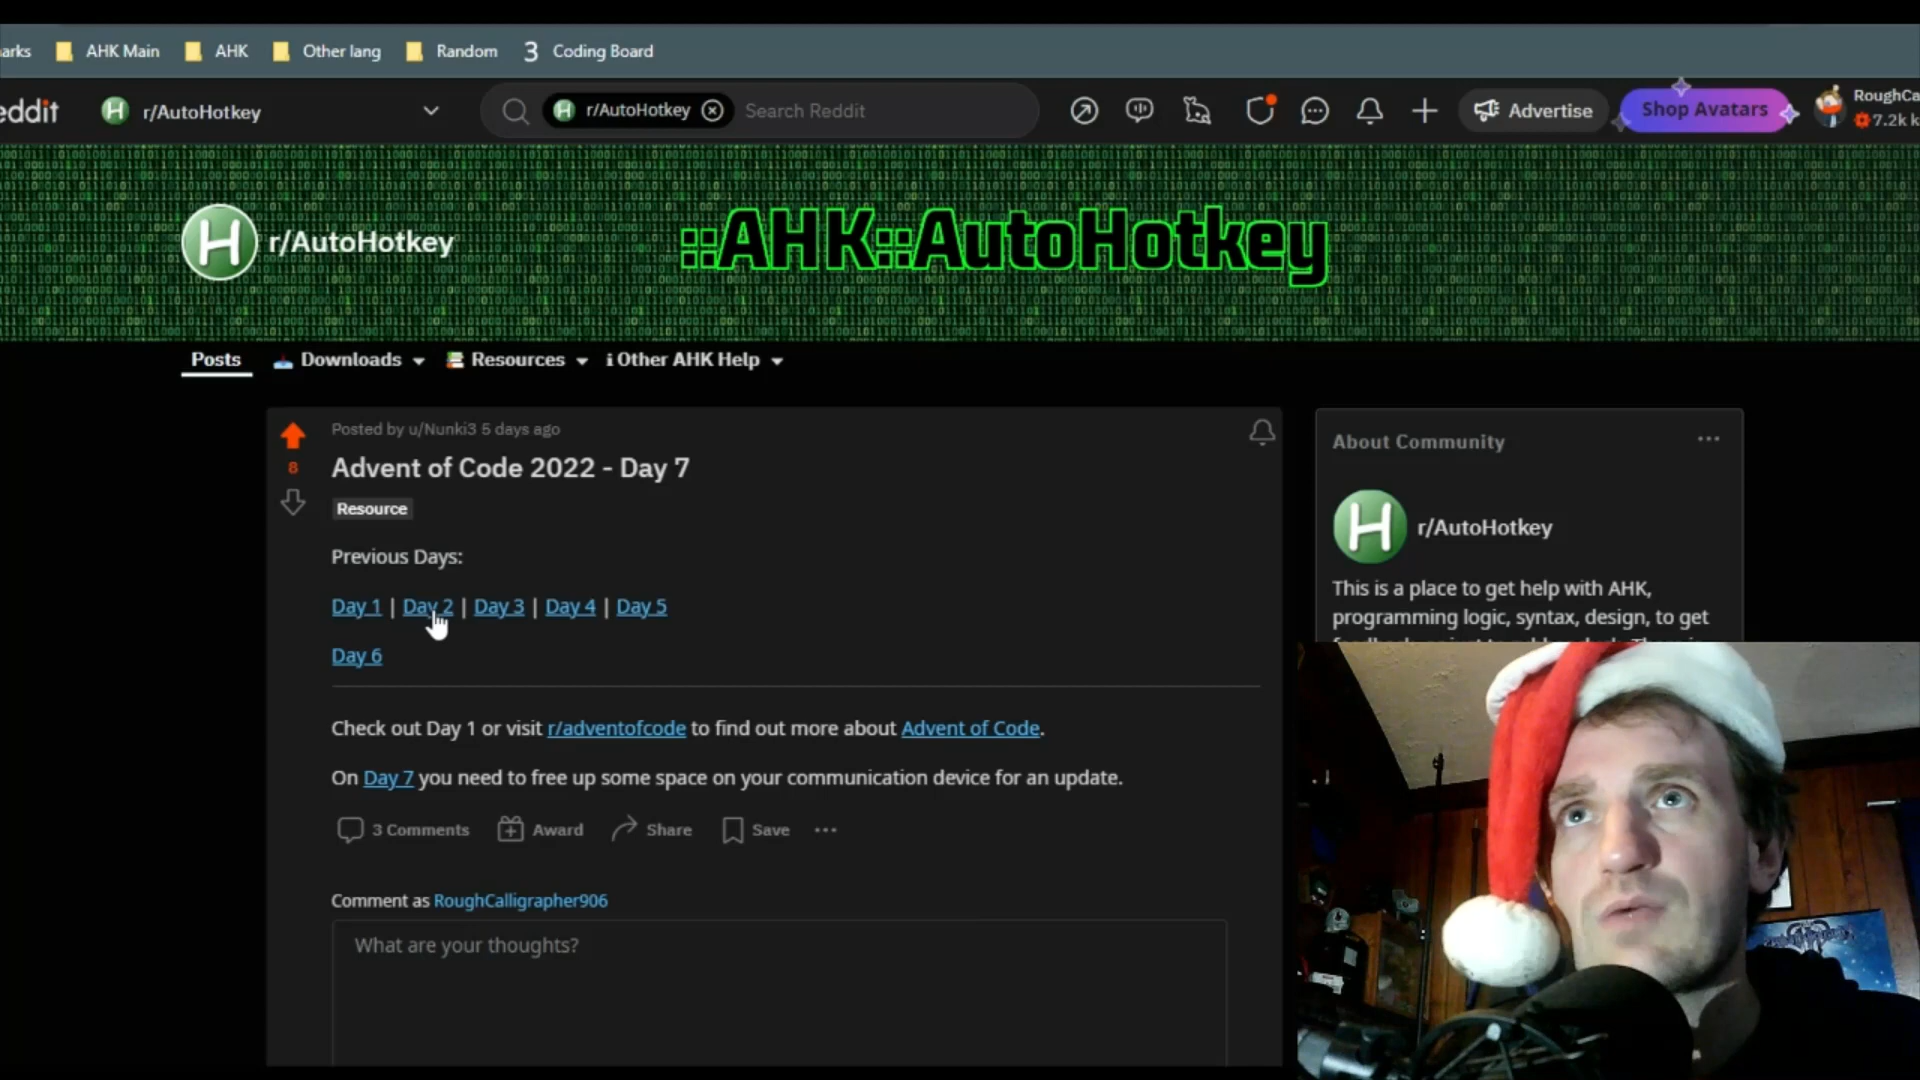 arks AHK Main AHK Other lang Random 3 Coding Board
eddit r/AutoHotkey r/AutoHotkey Search Reddit Advertise Shop Avatars RoughCa
7.2k k
r/AutoHotkey ::AHK::AutoHotkey
Posts Downloads Resources i Other AHK Help
Posted by u/Nunki3 5 days ago
8 Advent of Code 2022 - Day 7
Resource
Previous Days:
Day 1 | Day 2 | Day 3 | Day 4 | Day 5
Day 6
Check out Day 1 or visit r/adventofcode to find out more about Advent of Code.
On Day 7 you need to free up some space on your communication device for an update.
3 Comments Award Share Save ...
Comment as RoughCalligrapher906
What are your thoughts?
About Community ...
r/AutoHotkey
This is a place to get help with AHK,
programming logic, syntax, design, to get